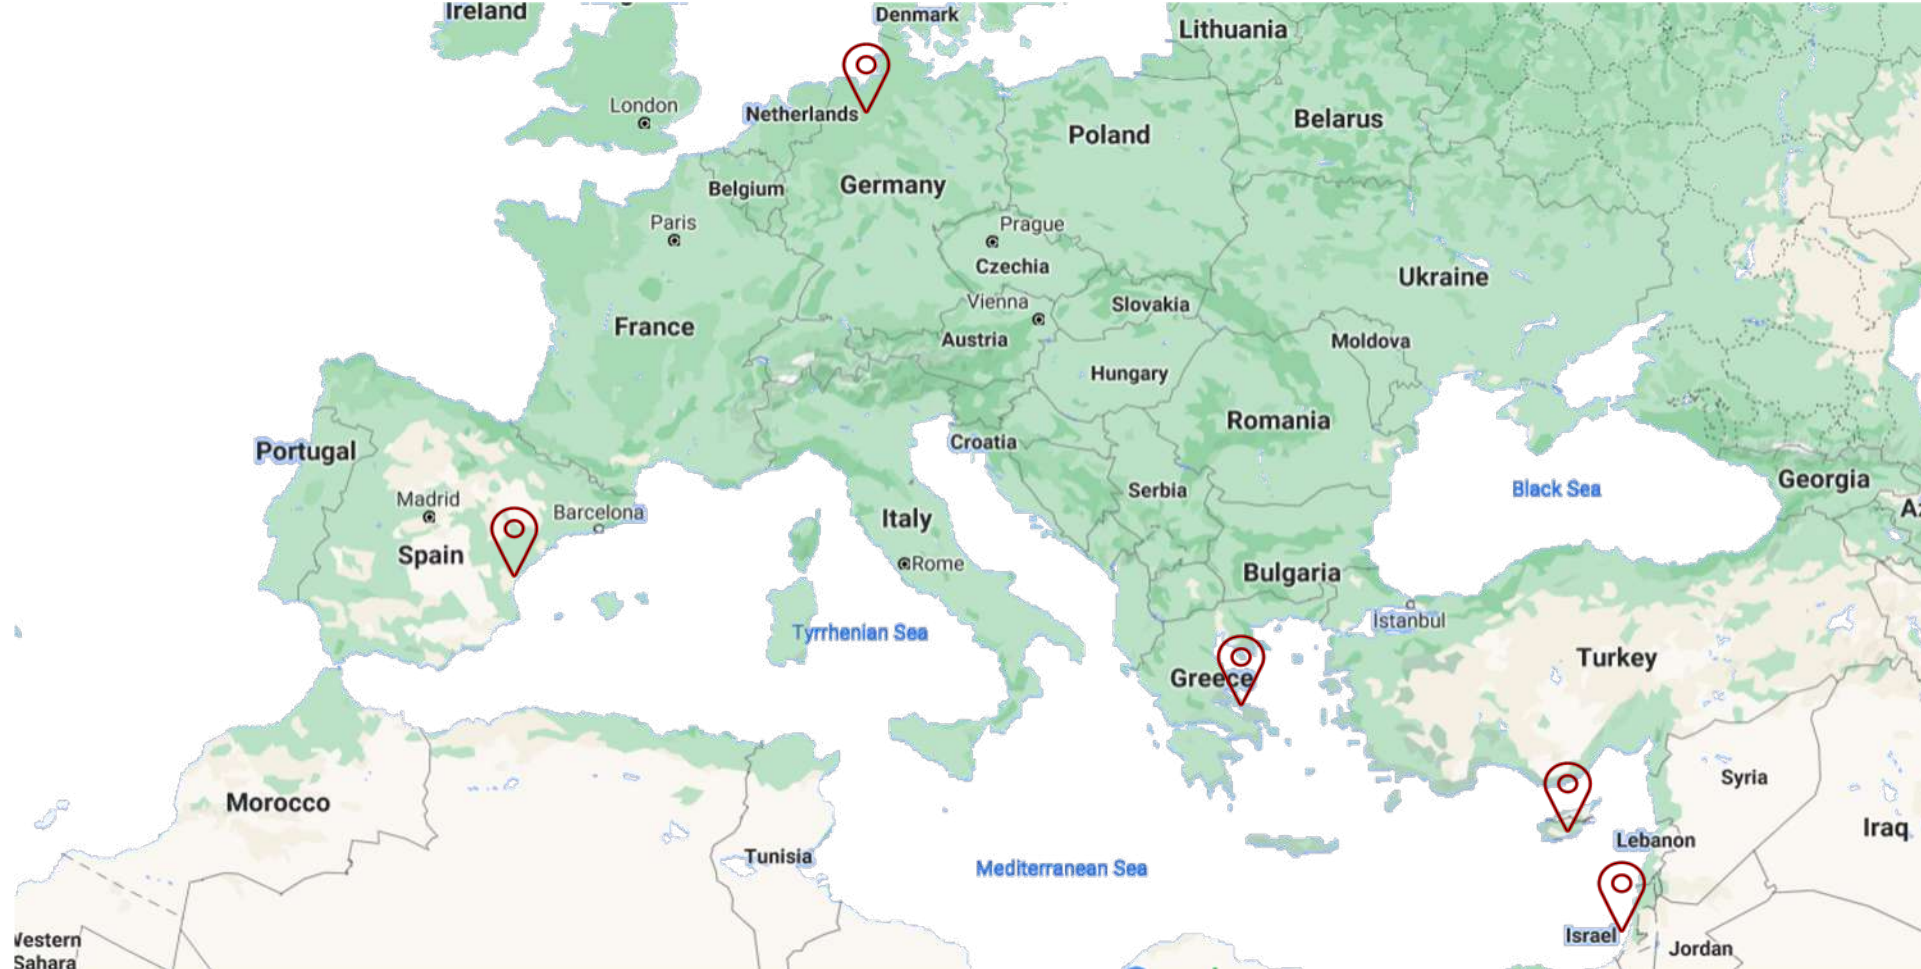 Ireland
Denmark
Lithuania
London
Netherlands
Belarus
Poland
Belgium
Germany
Paris
Prague
Czechia
Ukraine
Vienna
Slovakia
France
Austria
Moldova
Hungary
Romania
Croatia
Portugal
Georgia
Madrid
Serbia
Black Sea
Barcelona
Italy
Spain
Rome
Bulgaria
İstanbul
Tyrrhenian Sea
Turkey
Greece
Syria
Morocco
Iraq
Lebanon
Tunisia
Mediterranean Sea
Israel
Jordan
Sahara